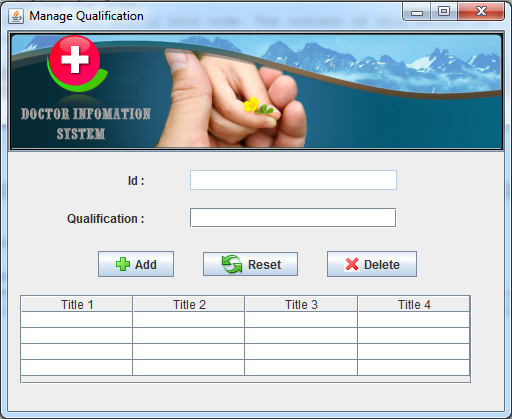 Manage Qualification
DOCTOR INFOMATION
SYSTEM
Id :
Qualification :
Add Reset Delete
Title 1 Title 2 Title 3 Title 4